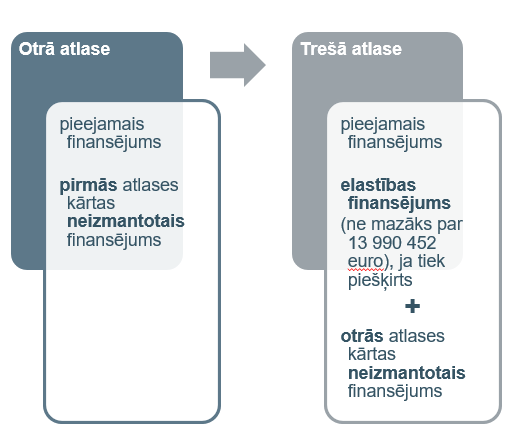 Otrā atlase
pieejamais
finansējums
pirmās atlases
kārtas
neizmantotais
finansējums
Trešā atlase
pieejamais
finansējums
elastības
finansējums
(ne mazāks par
13 990 452
euro), ja tiek
piešķirts
+
otrās atlases
kārtas
neizmantotais
finansējums